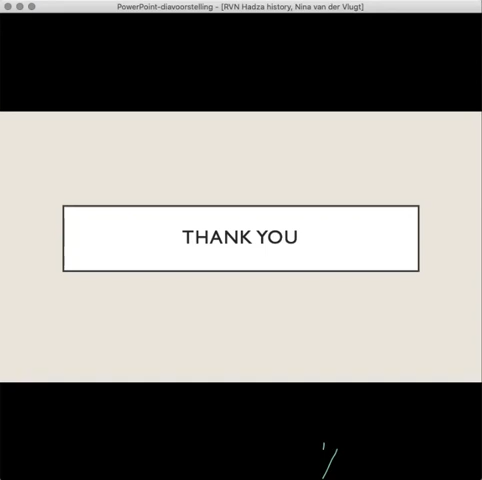 PowerPoint-diavoorstelling - [RVN Hadza history, Nina van der Vlugt]
THANK YOU